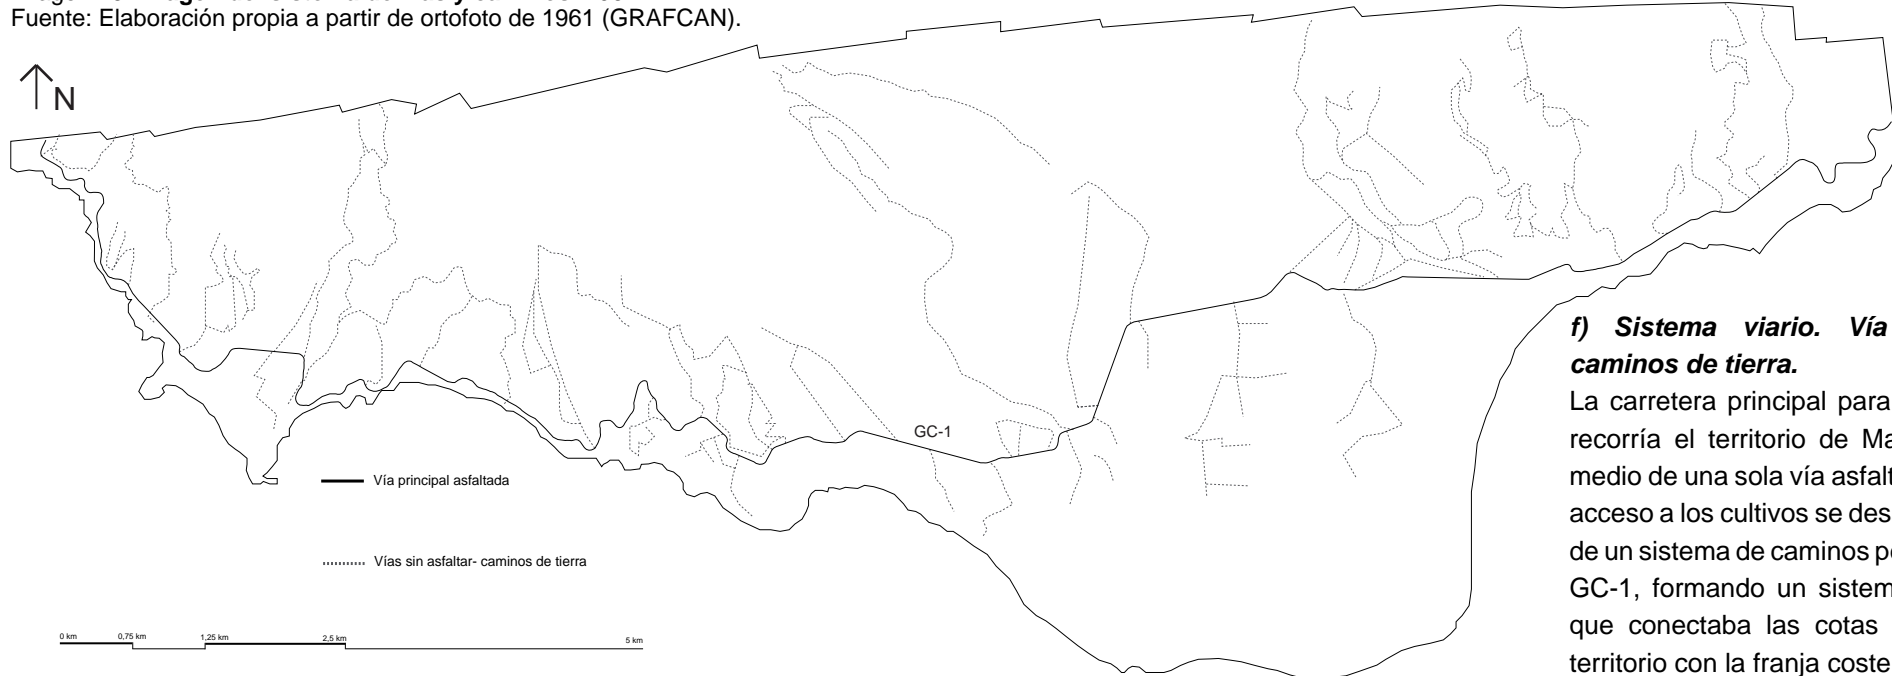 Fuente: Elaboración propia a partir de ortofoto de 1961 (GRAFCAN).
N
GC-1
Vía principal asfaltada
Vías sin asfaltar- caminos de tierra
0 km 0,75 km 1,25 km 2,5 km 5 km
f) Sistema viario. Vía
caminos de tierra.
La carretera principal para
recorría el territorio de Ma
medio de una sola vía asfalt
acceso a los cultivos se des
de un sistema de caminos pe
GC-1, formando un sistem
que conectaba las cotas
territorio con la franja coste